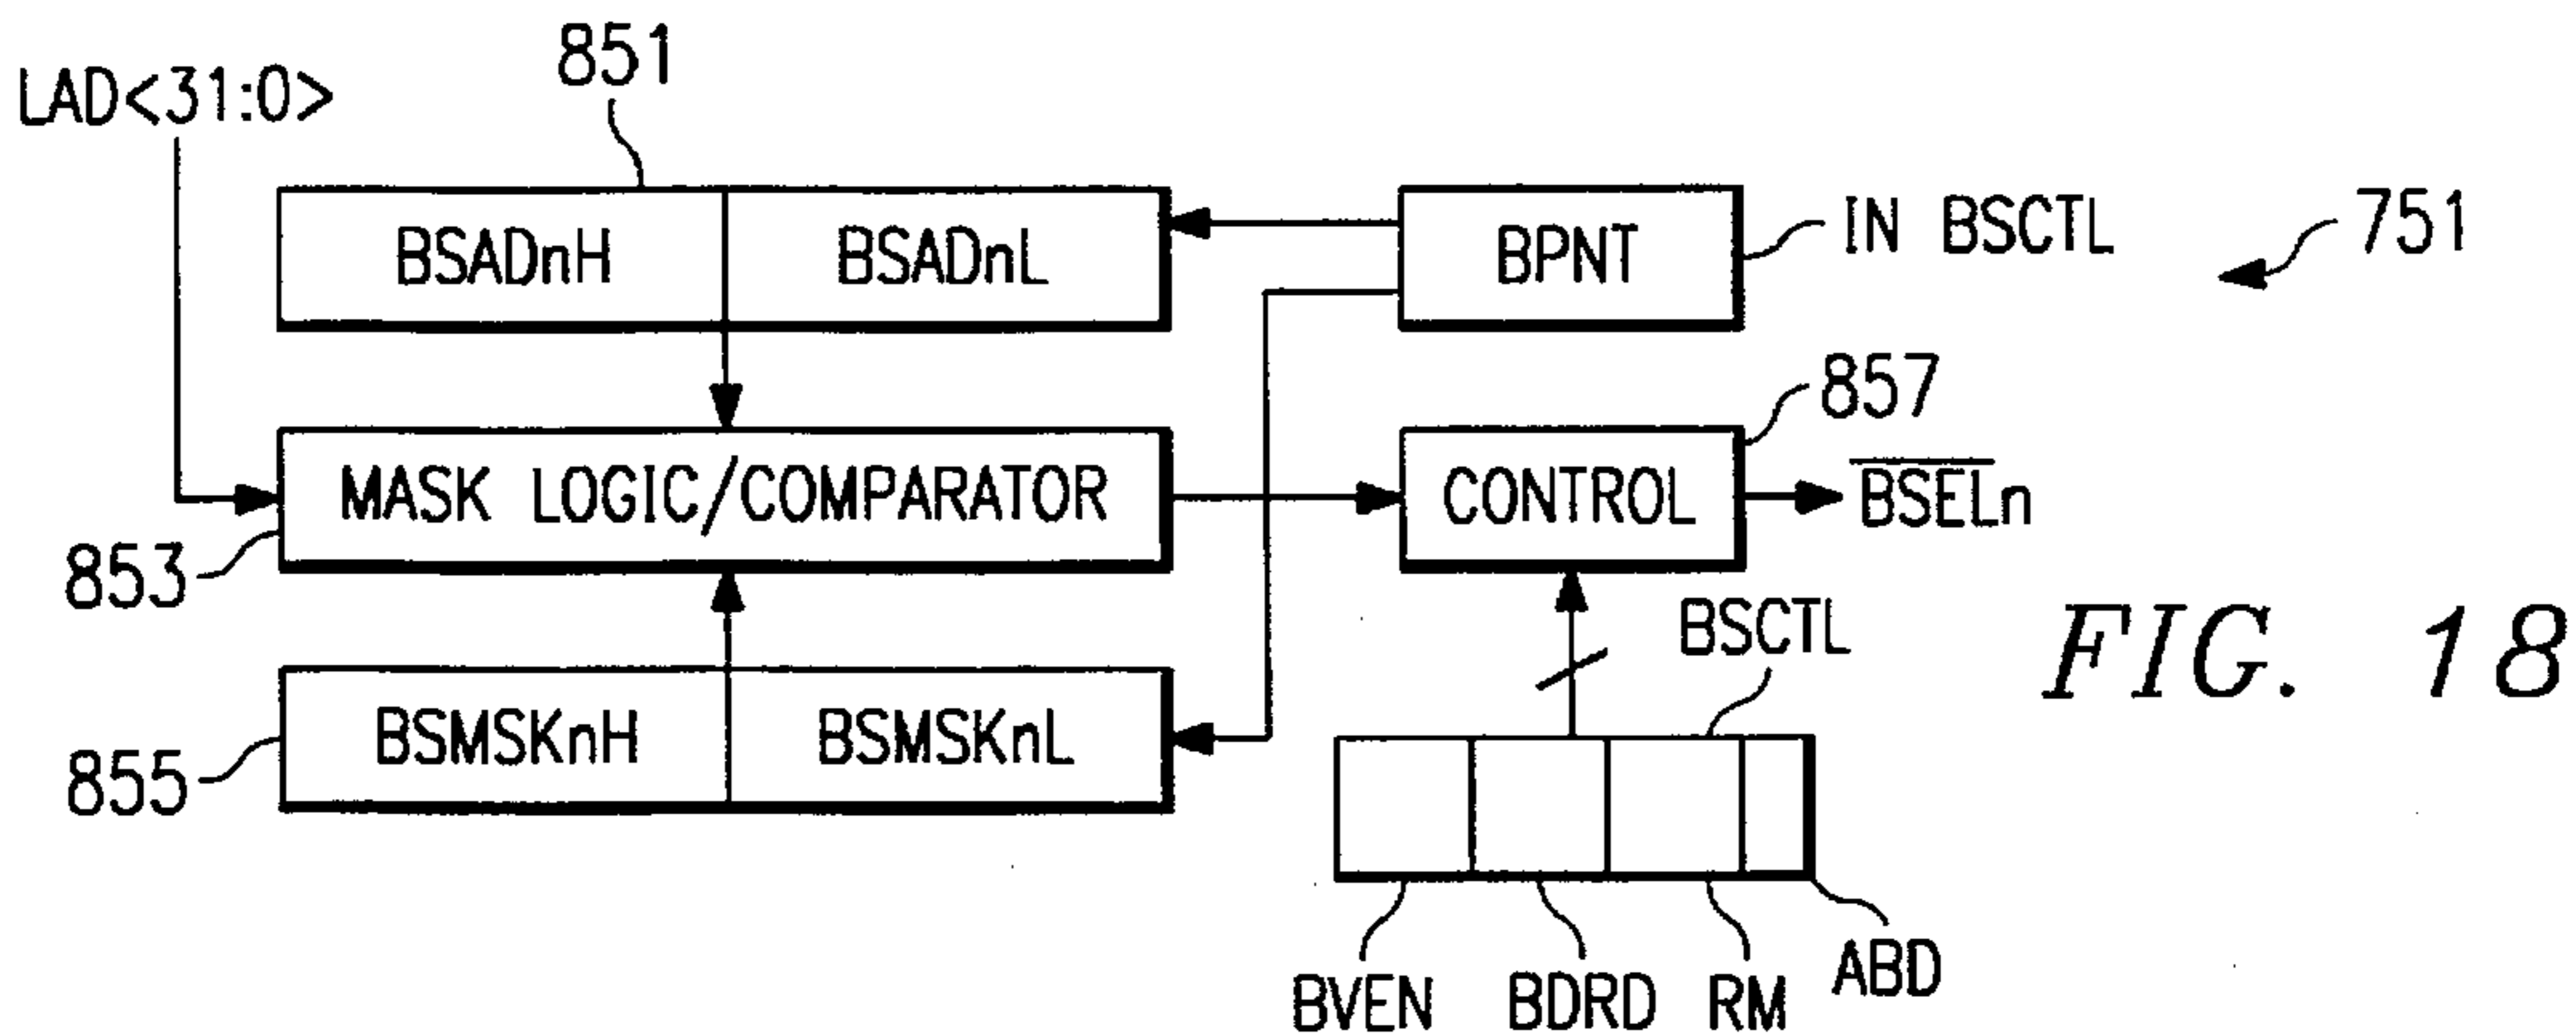 851
LAD<31:0>
BSADnH
BSADnL
BPNT
IN BSCTL
751
857
MASK LOGIC/COMPARATOR
CONTROL
BSELn
853
BSCTL
FIG. 18
BSMSKnH
BSMSKnL
855
BVEN
BDRD
RM
ABD